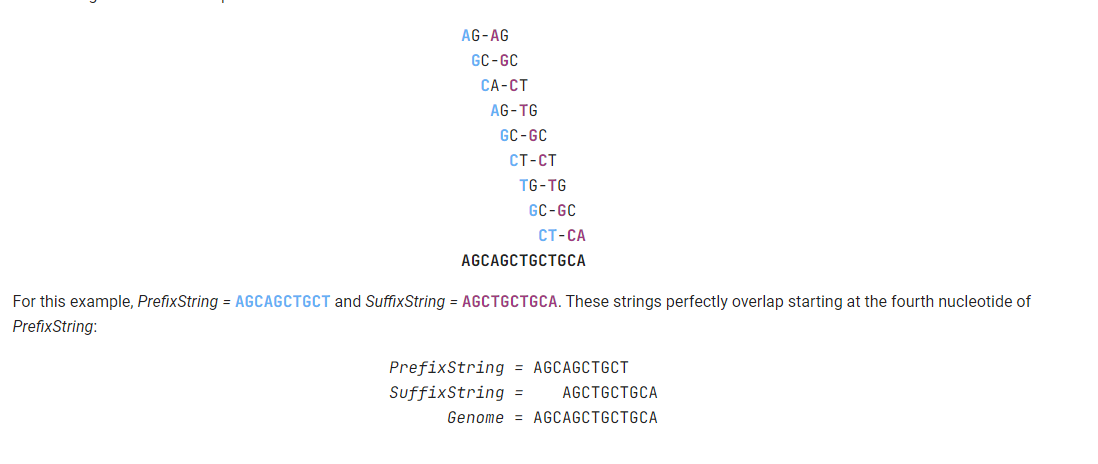 AG-AG
GC-GC
CA-CT
AG-TG
GC-GC
CT-CT
TG-TG
GC-GC
CT-CA
AGCAGCTGCTGCA
For this example, PrefixString = AGCAGCTGCT and SuffixString = AGCTGCTGCA. These strings perfectly overlap starting at the fourth nucleotide of
PrefixString:
PrefixString = AGCAGCTGCT
SuffixString =    AGCTGCTGCA
Genome = AGCAGCTGCTGCA